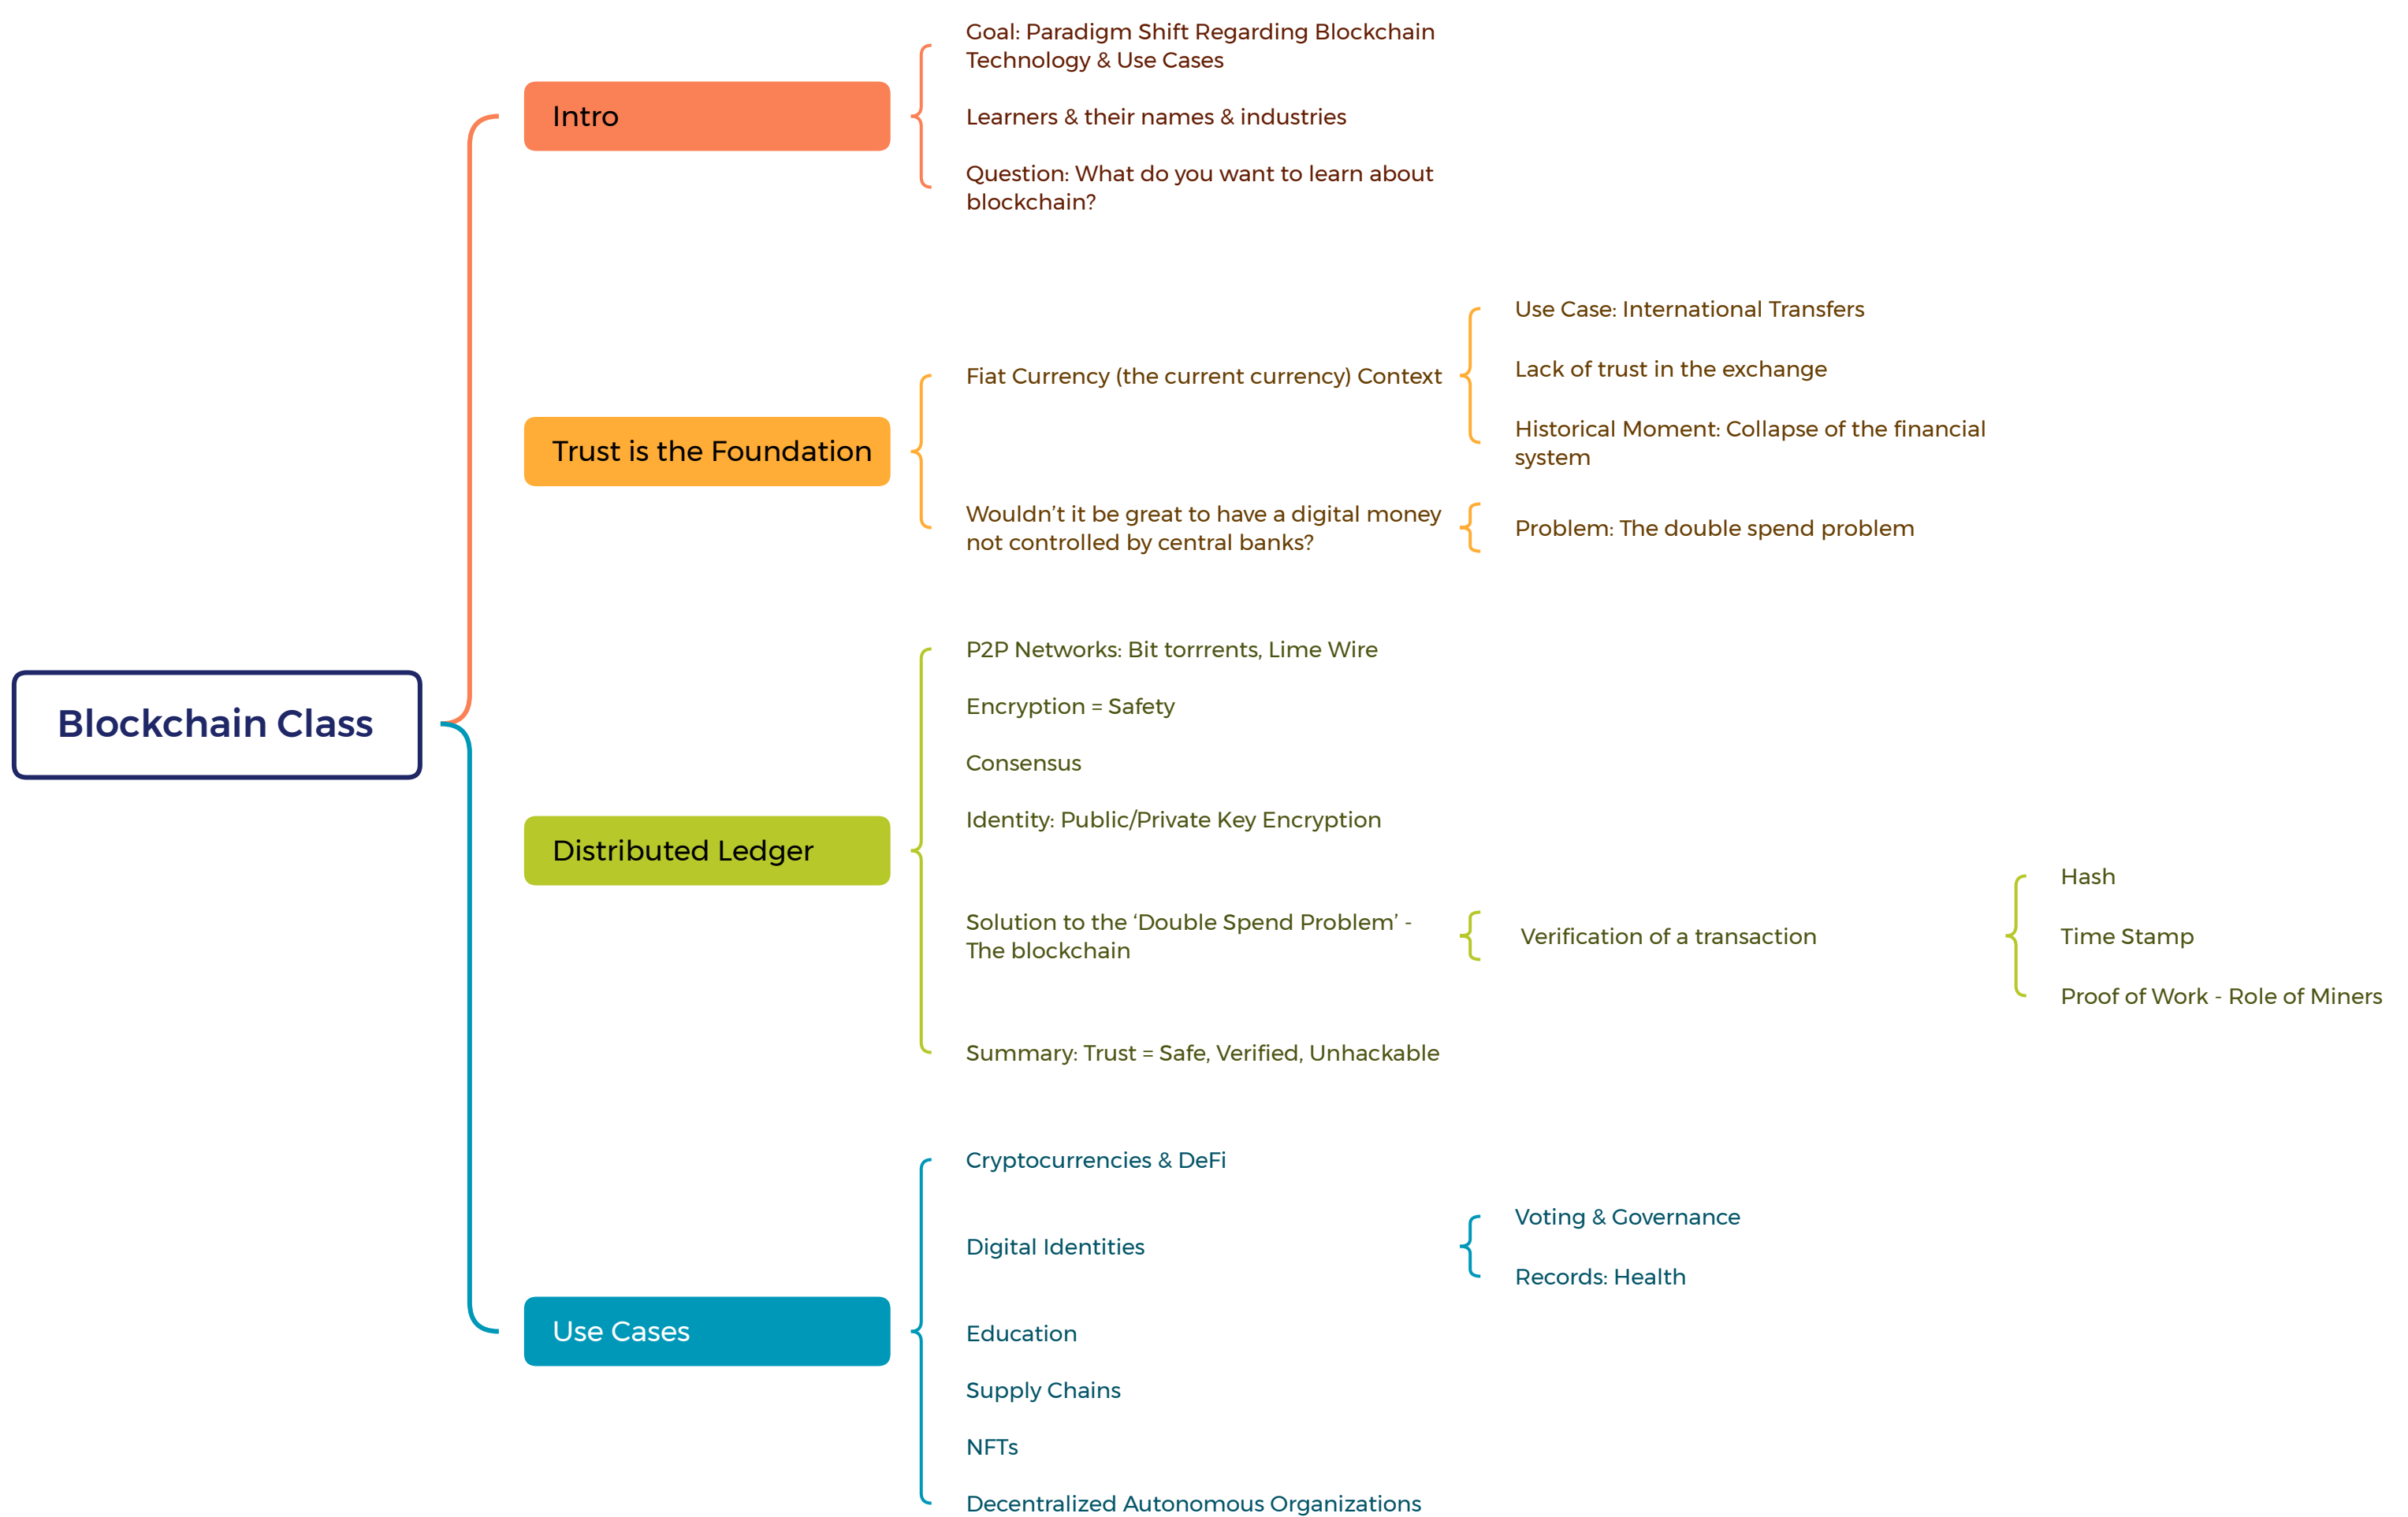 Blockchain Class
Intro
Goal: Paradigm Shift Regarding Blockchain
Technology & Use Cases
Learners & their names & industries
Question: What do you want to learn about
blockchain?
Trust is the Foundation
Fiat Currency (the current currency) Context
Use Case: International Transfers
Lack of trust in the exchange
Historical Moment: Collapse of the financial
system
Wouldn’t it be great to have a digital money
not controlled by central banks?
Problem: The double spend problem
Distributed Ledger
P2P Networks: Bit torrrents, Lime Wire
Encryption = Safety
Consensus
Identity: Public/Private Key Encryption
Solution to the ‘Double Spend Problem’ -
The blockchain
Verification of a transaction
Hash
Time Stamp
Proof of Work - Role of Miners
Summary: Trust = Safe, Verified, Unhackable
Use Cases
Cryptocurrencies & DeFi
Digital Identities
Voting & Governance
Records: Health
Education
Supply Chains
NFTs
Decentralized Autonomous Organizations